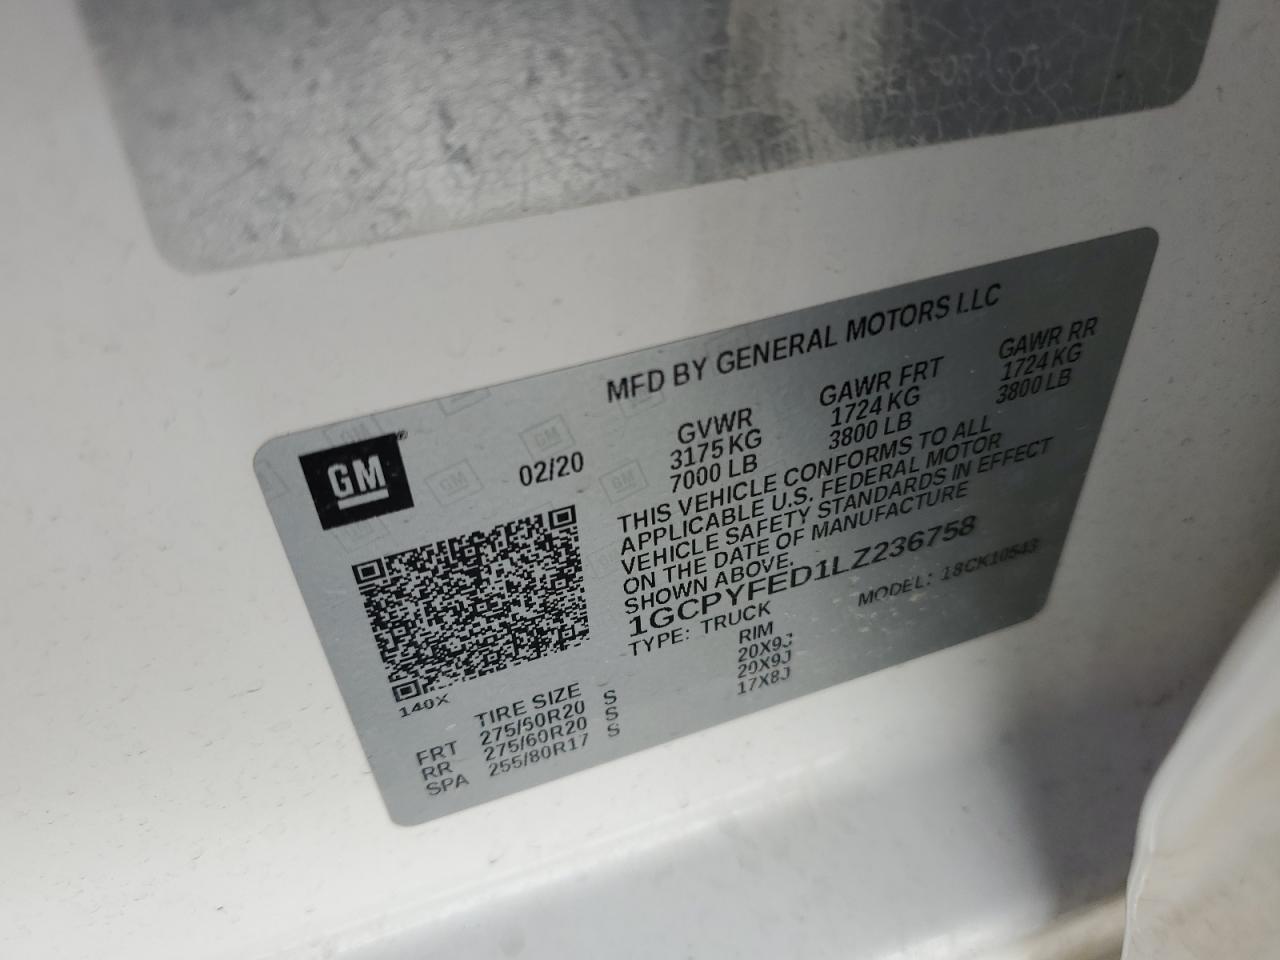 MFD BY GENERAL MOTORS LLC
GM
02/20
GVWR
3175 KG
7000 LB
GAWR FRT
1724 KG
3800 LB
GAWR RR
1724 KG
3800 LB
THIS VEHICLE CONFORMS TO ALL
APPLICABLE U.S. FEDERAL MOTOR
VEHICLE SAFETY STANDARDS IN EFFECT
ON THE DATE OF MANUFACTURE
SHOWN ABOVE.
1GCPYFED1LZ236758
TYPE: TRUCK MODEL: 18CK10543
140X
TIRE SIZE RIM
FRT 275/60R20 S 20X9J
RR 275/60R20 S 20X9J
SPA 255/80R17 S 17X8J